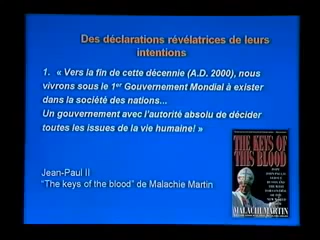 Des déclarations révélatrices de leurs
intentions
1. « Vers la fin de cette décennie (A.D. 2000), nous
vivrons sous le 1er Gouvernement Mondial à exister
dans la société des nations...
Un gouvernement avec l'autorité absolu de décider
toutes les issues de la vie humaine! »
Jean-Paul II
"The keys of the blood" de Malachie Martin
THE KEYS OF
THIS BLOOD
MALACHI MARTIN